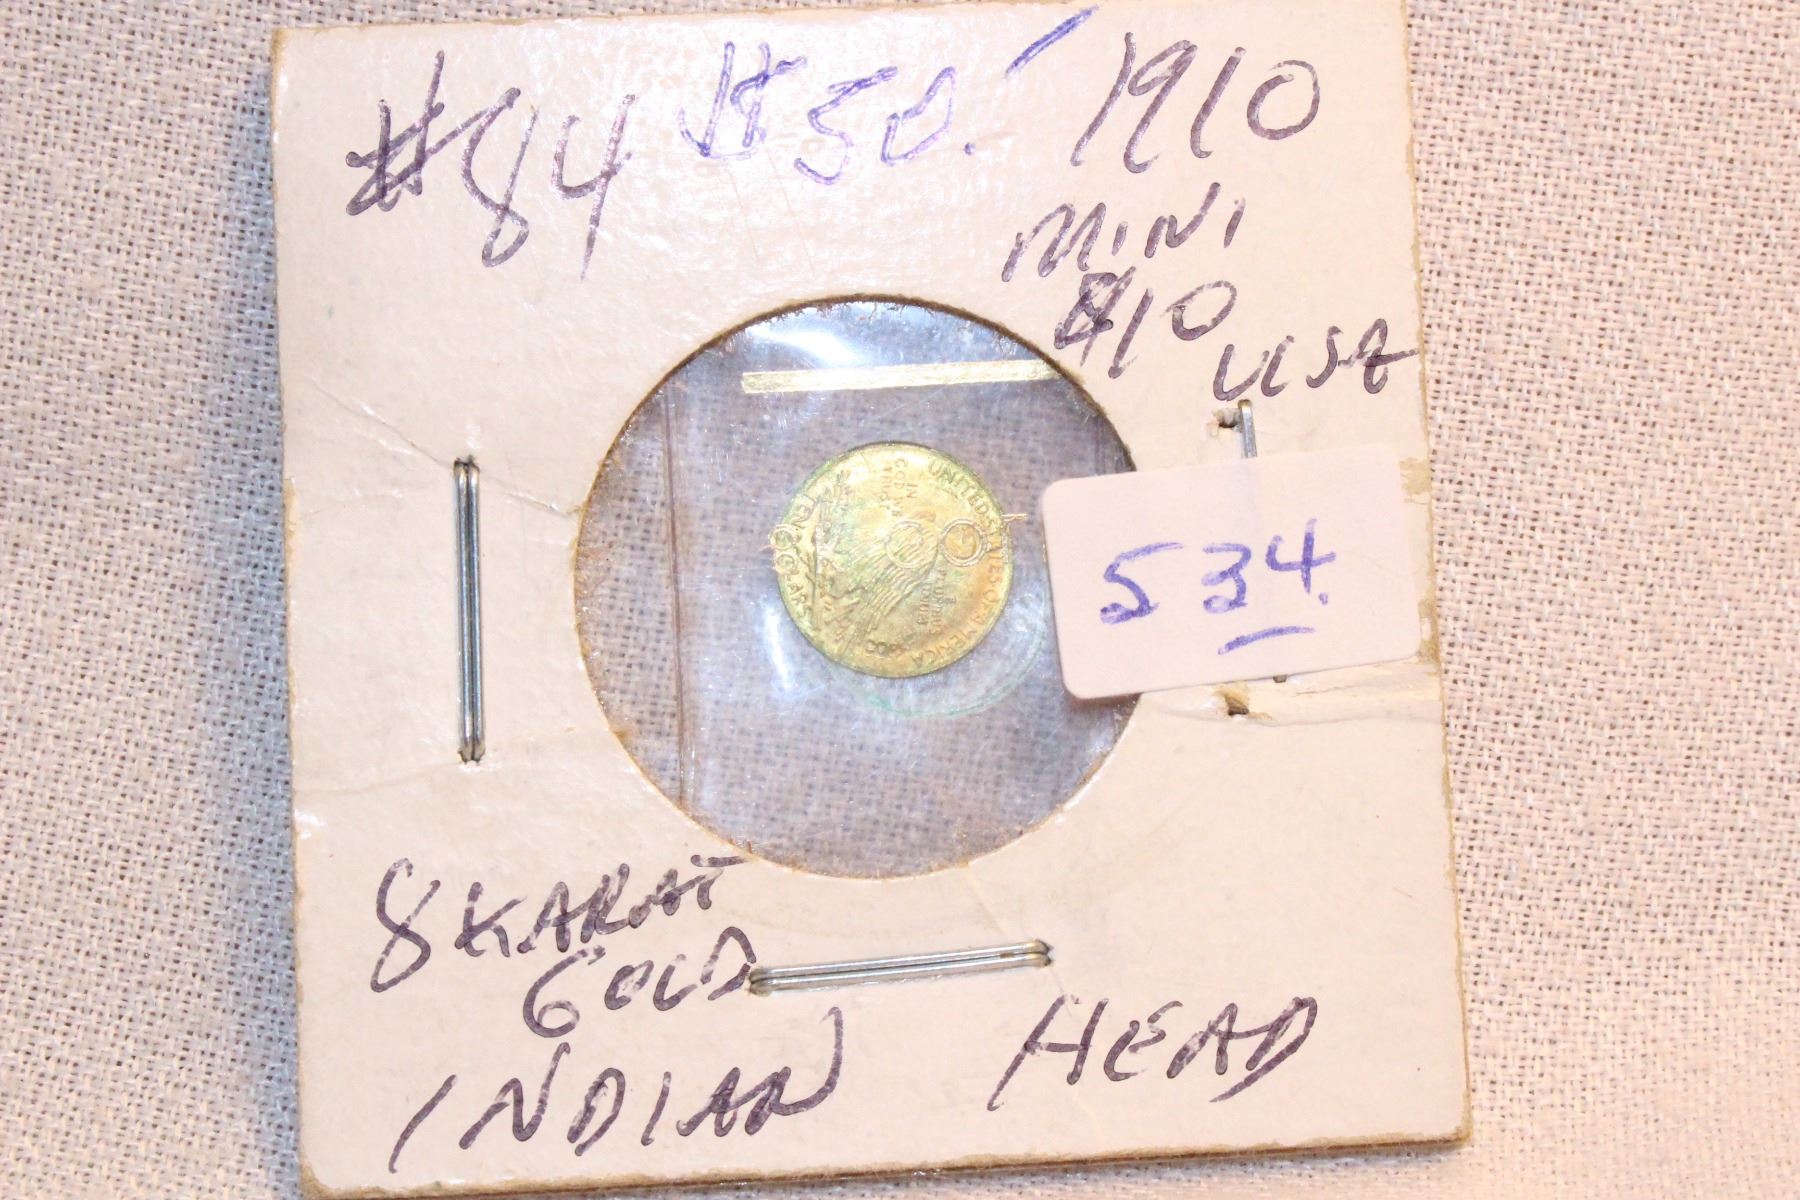 #84 $50. 1910
MINI
$10 USA
534.
8 KARAT
GOLD
INDIAN HEAD
UNITED STATES OF AMERICA
TEN DOLLARS